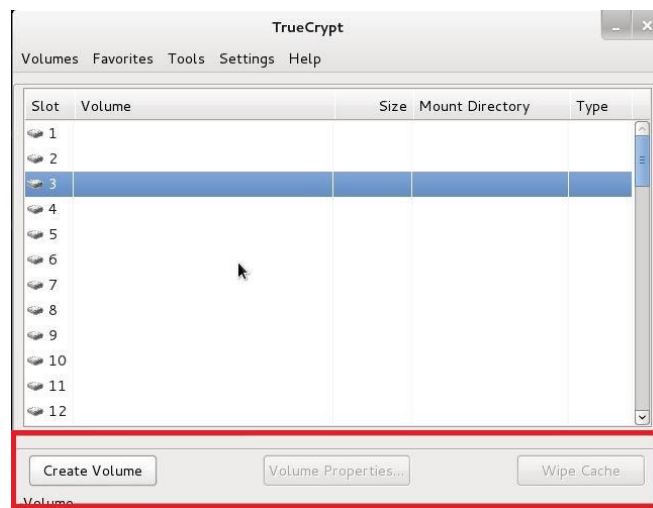 TrueCrypt
Volumes Favorites Tools Settings Help
Slot Volume Size Mount Directory Type
1
2
3
4
5
6
7
8
9
10
11
12
Create Volume Volume Properties... Wipe Cache
Volume